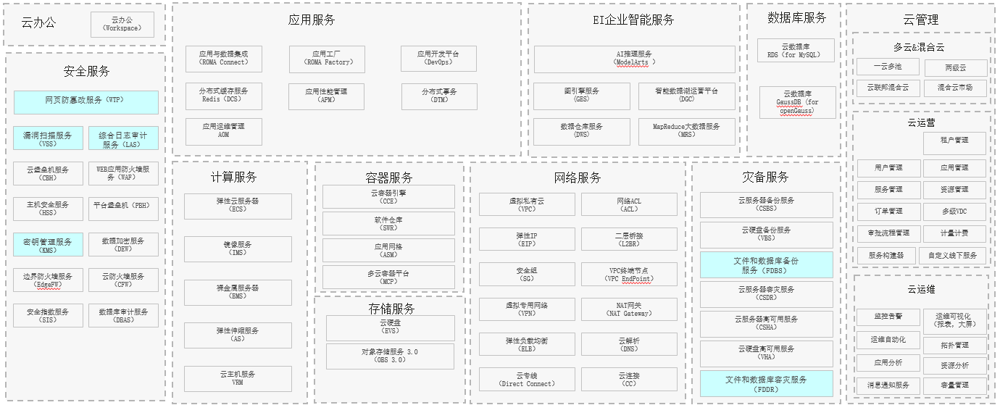 云办公
云办公
(Workspace)
安全服务
网页防篡改服务(WTP)
漏洞扫描服务
(VSS)
综合日志审计
服务(LAS)
云堡垒机服务
(CBH)
WEB应用防火墙服
务(WAF)
主机安全服务
(HSS)
平台堡垒机(PBH)
密钥管理服务
(KMS)
数据加密服务
(DEW)
边界防火墙服务
(EdgeFW)
云防火墙服务
(CFW)
安全指数服务
(SIS)
数据库审计服务
(DBAS)
应用服务
应用与数据集成
(ROMA Connect)
应用工厂
(ROMA Factory)
应用开发平台
(DevOps)
分布式缓存服务
Redis(DCS)
应用性能管理
(APM)
分布式事务
(DTM)
应用运维管理
AOM
EI企业智能服务
AI推理服务
(ModelArts )
图引擎服务
(GES)
智能数据湖运营平台
(DGC)
数据仓库服务
(DWS)
MapReduce大数据服务
(MRS)
数据库服务
云数据库
RDS(for MySQL)
云数据库
GaussDB (for
openGauss)
计算服务
弹性云服务器
(ECS)
镜像服务
(IMS)
裸金属服务器
(BMS)
弹性伸缩服务
(AS)
云主机服务
VRM
容器服务
云容器引擎
(CCE)
软件仓库
(SWR)
应用网格
(ASM)
多云容器平台
(MCP)
存储服务
云硬盘
(EVS)
对象存储服务 3.0
(OBS 3.0)
网络服务
虚拟私有云
(VPC)
网络ACL
(ACL)
弹性IP
(EIP)
二层桥接
(L2BR)
安全组
(SG)
VPC终端节点
(VPC EndPoint)
虚拟专用网络
(VPN)
NAT网关
(NAT Gateway)
弹性负载均衡
(ELB)
云解析
(DNS)
云专线
(Direct Connect)
云连接
(CC)
灾备服务
云服务器备份服务
(CSBS)
云硬盘备份服务
(VBS)
文件和数据库备份
服务(FDBS)
云服务器容灾服务
(CSDR)
云服务器高可用服务
(CSHA)
云硬盘高可用服务
(VHA)
文件和数据库容灾服务
(FDDR)
云管理
多云&混合云
一云多池
两级云
云联邦混合云
混合云市场
云运营
租户管理
用户管理
应用管理
服务管理
资源管理
订单管理
多级VDC
审批流程管理
计量计费
服务构建器
自定义线下服务
云运维
监控告警
运维可视化
(报表,大屏)
运维自动化
拓扑管理
应用分析
资源分析
消息通知服务
容量管理